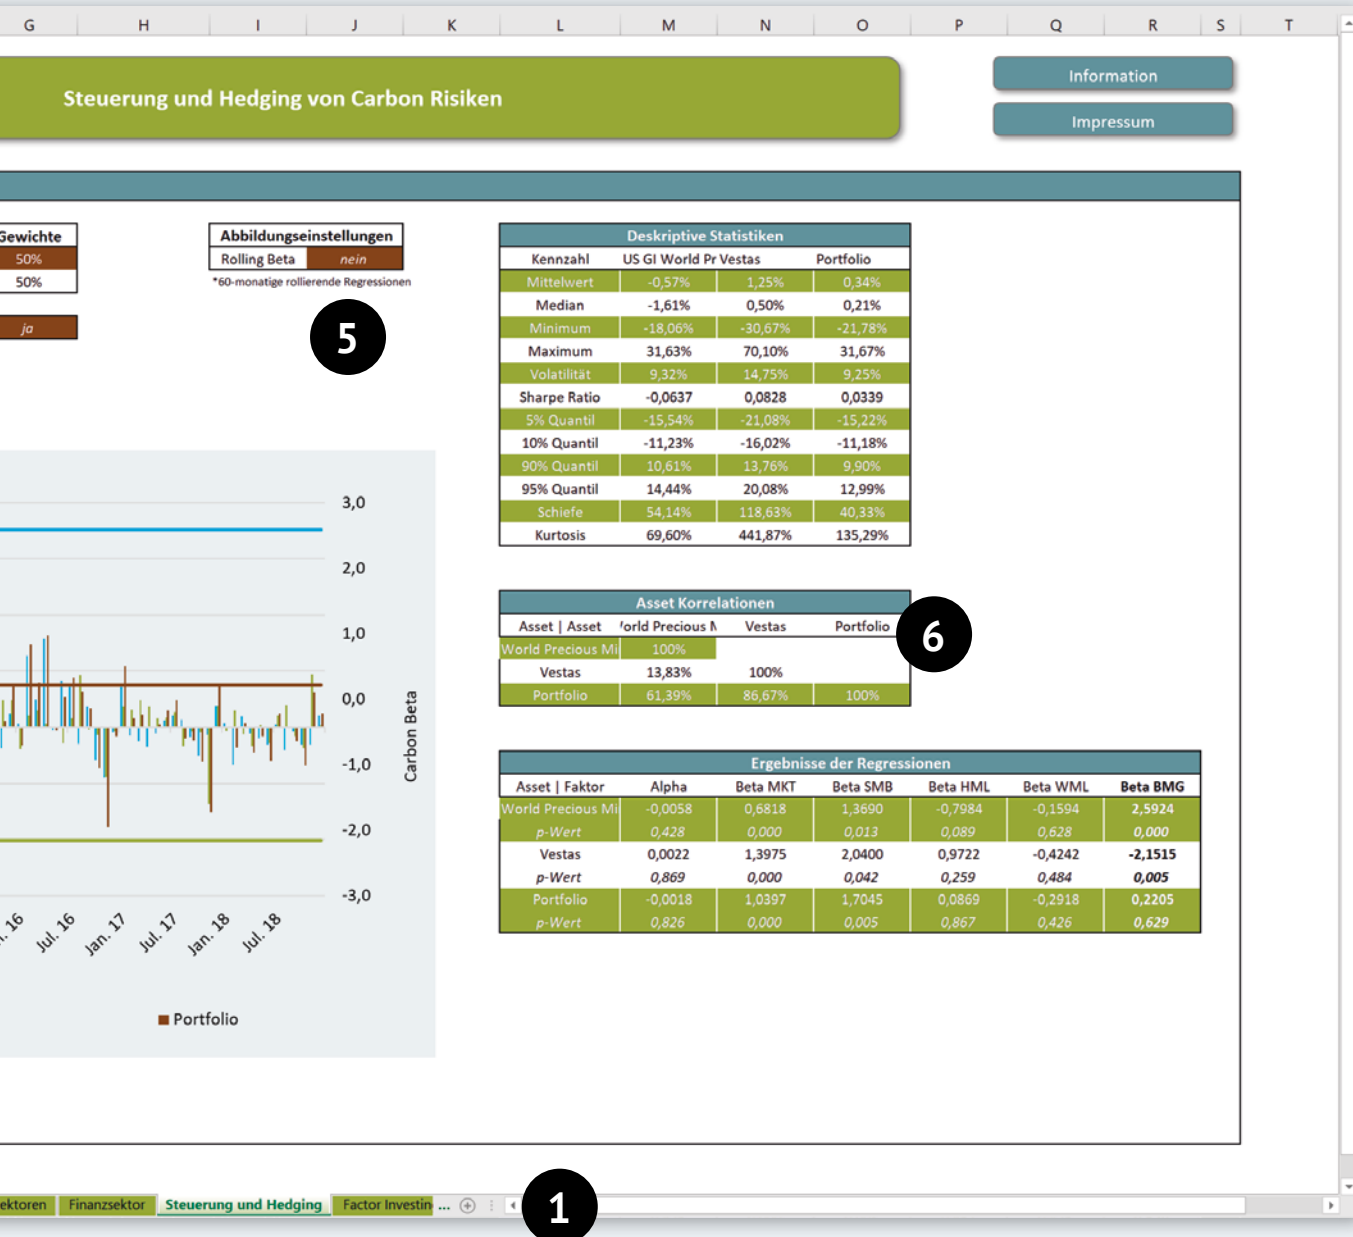 G H I J K L M N O P Q R S T
Steuerung und Hedging von Carbon Risiken
Information
Impressum
Gewichte
50%
50%
ja
Abbildungseinstellungen
Rolling Beta nein
*60-monatige rollierende Regressionen
5
Deskriptive Statistiken
Kennzahl US GI World Pr Vestas Portfolio
Mittelwert -0,57% 1,25% 0,34%
Median -1,61% 0,50% 0,21%
Minimum -18,06% -30,67% -21,78%
Maximum 31,63% 70,10% 31,67%
Volatilität 9,32% 14,75% 9,25%
Sharpe Ratio -0,0637 0,0828 0,0339
5% Quantil -15,54% -21,08% -15,22%
10% Quantil -11,23% -16,02% -11,18%
90% Quantil 10,61% 13,76% 9,90%
95% Quantil 14,44% 20,08% 12,99%
Schiefe 54,14% 118,63% 40,33%
Kurtosis 69,60% 441,87% 135,29%
3,0
2,0
1,0
0,0
-1,0
-2,0
-3,0
Carbon Beta
. 16 Jul. 16 Jan. 17 Jul. 17 Jan. 18 Jul. 18
Portfolio
Asset Korrelationen
Asset | Asset orld Precious M Vestas Portfolio
World Precious Mi 100%
Vestas 13,83% 100%
Portfolio 61,39% 86,67% 100%
6
Ergebnisse der Regressionen
Asset | Faktor Alpha Beta MKT Beta SMB Beta HML Beta WML Beta BMG
World Precious Mi -0,0058 0,6818 1,3690 -0,7984 -0,1594 2,5924
p-Wert 0,428 0,000 0,013 0,089 0,628 0,000
Vestas 0,0022 1,3975 2,0400 0,9722 -0,4242 -2,1515
p-Wert 0,869 0,000 0,042 0,259 0,484 0,005
Portfolio -0,0018 1,0397 1,7045 0,0869 -0,2918 0,2205
p-Wert 0,826 0,000 0,005 0,867 0,426 0,629
ektoren Finanzsektor Steuerung und Hedging Factor Investin ...
1